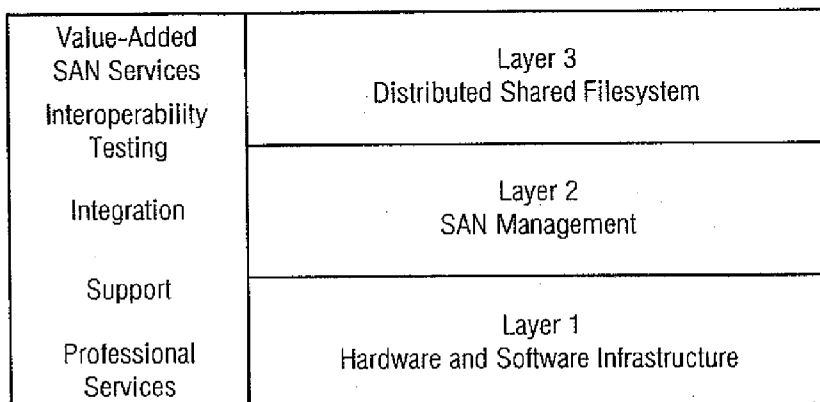 Value-Added
SAN Services
Interoperability
Testing
Integration
Support
Professional
Services
Layer 3
Distributed Shared Filesystem
Layer 2
SAN Management
Layer 1
Hardware and Software Infrastructure